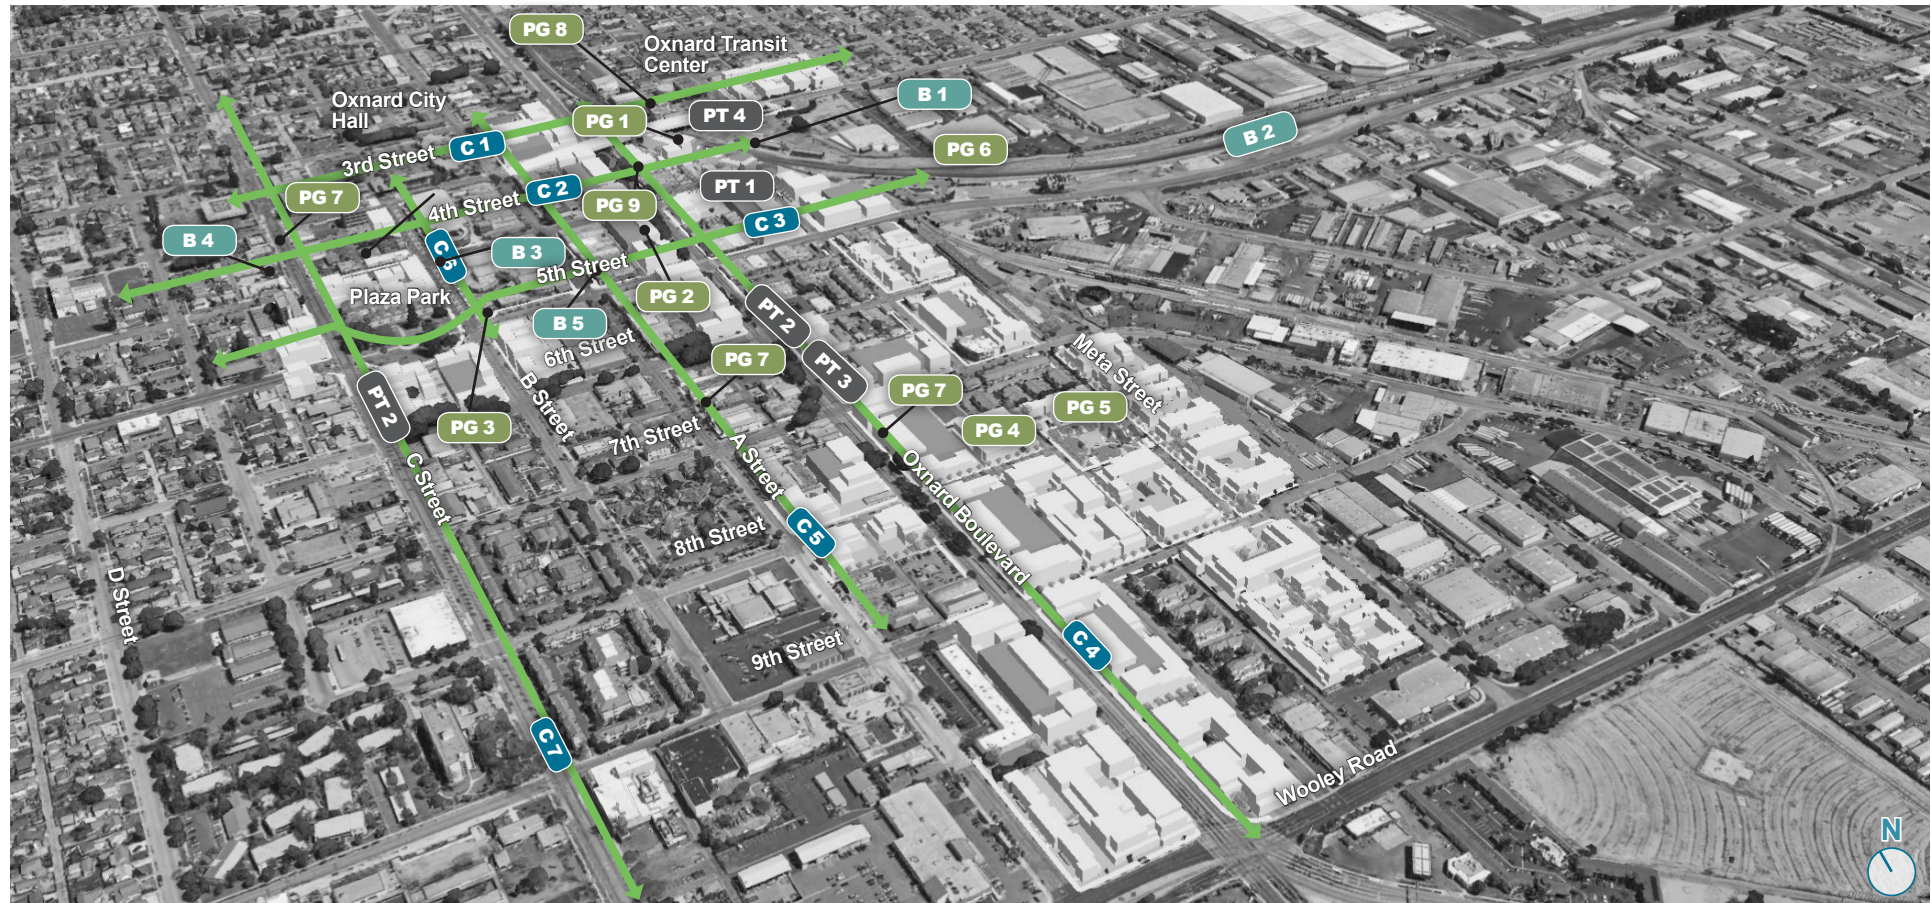 PG 8
Oxnard Transit
Center
B 1
Oxnard City
Hall
PG 1
PT 4
B 2
3rd Street
C 1
PG 6
PG 7
4th Street
C 2
PT 1
PG 9
B 4
C 6
B 3
5th Street
C 3
Plaza Park
PG 2
B 5
6th Street
PT 2
PG 7
PT 3
Meta Street
PT 2
B Street
PG 7
PG 3
7th Street
PG 4
PG 5
C Street
A Street
Oxnard Boulevard
8th Street
C 5
D Street
9th Street
C 4
C 7
Wooley Road
N